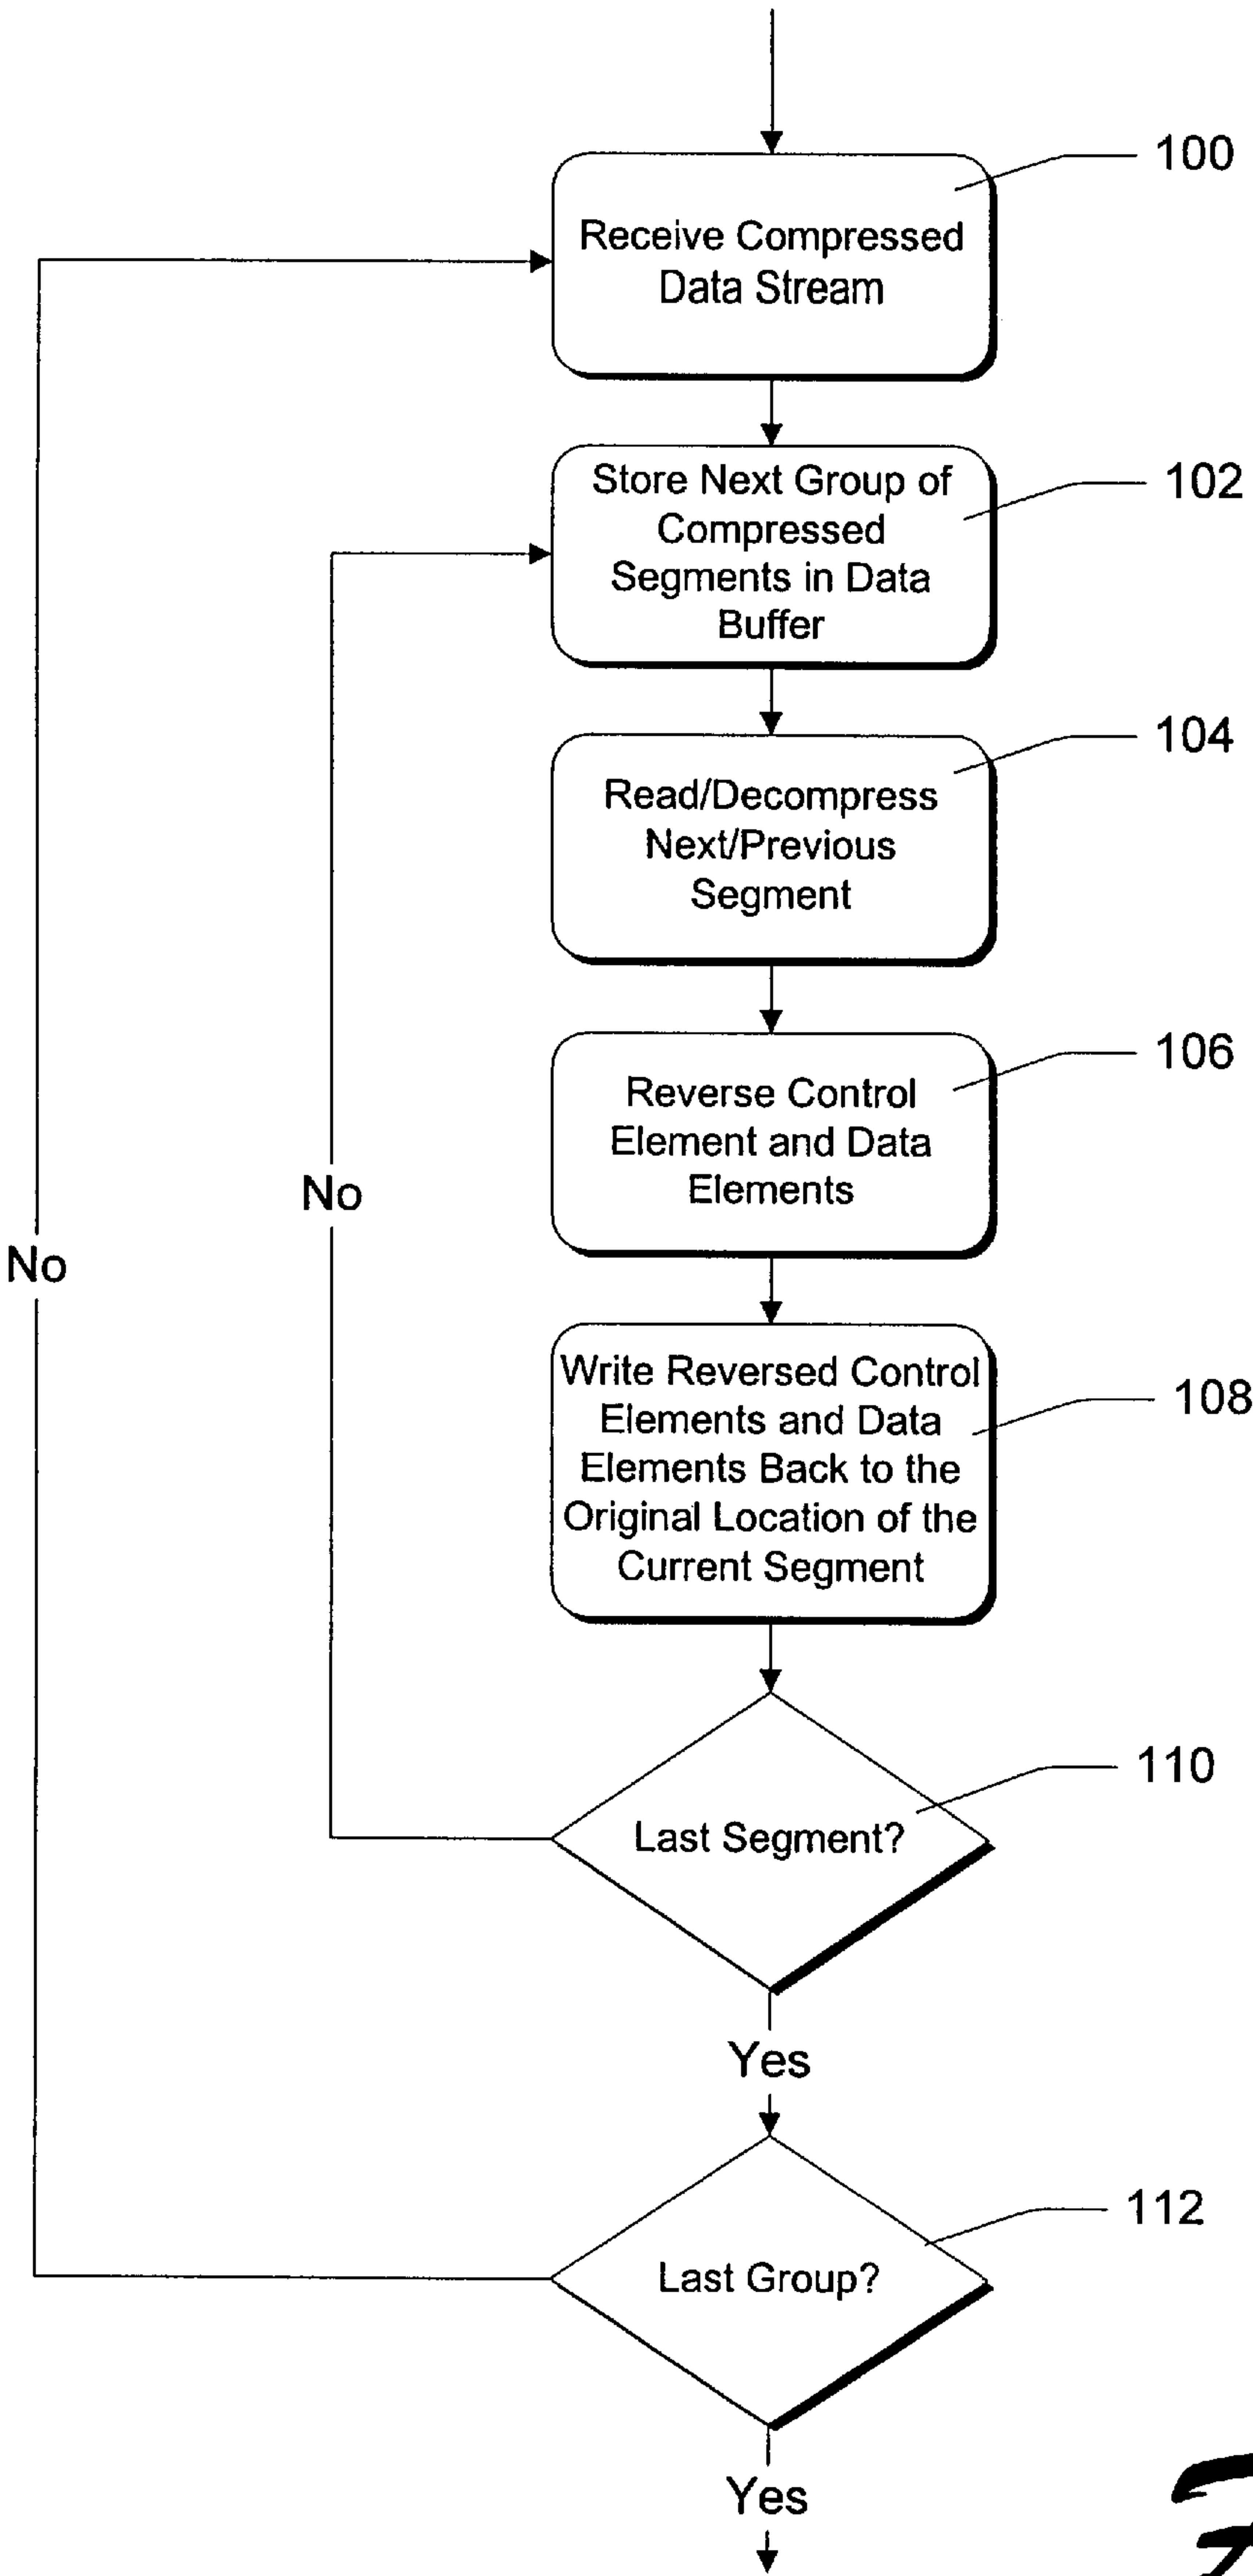 100
Receive Compressed
Data Stream
102
Store Next Group of
Compressed
Segments in Data
Buffer
104
Read/Decompress
Next/Previous
Segment
106
Reverse Control
Element and Data
Elements
No
No
108
Write Reversed Control
Elements and Data
Elements Back to the
Original Location of the
Current Segment
110
Last Segment?
Yes
112
Last Group?
Yes